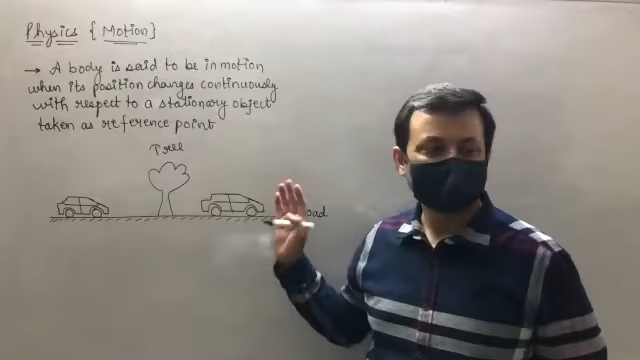 Physics { Motion }
→ A body is said to be in motion
when its position changes continuously
with respect to a stationary object
taken as reference point
Tree
oad